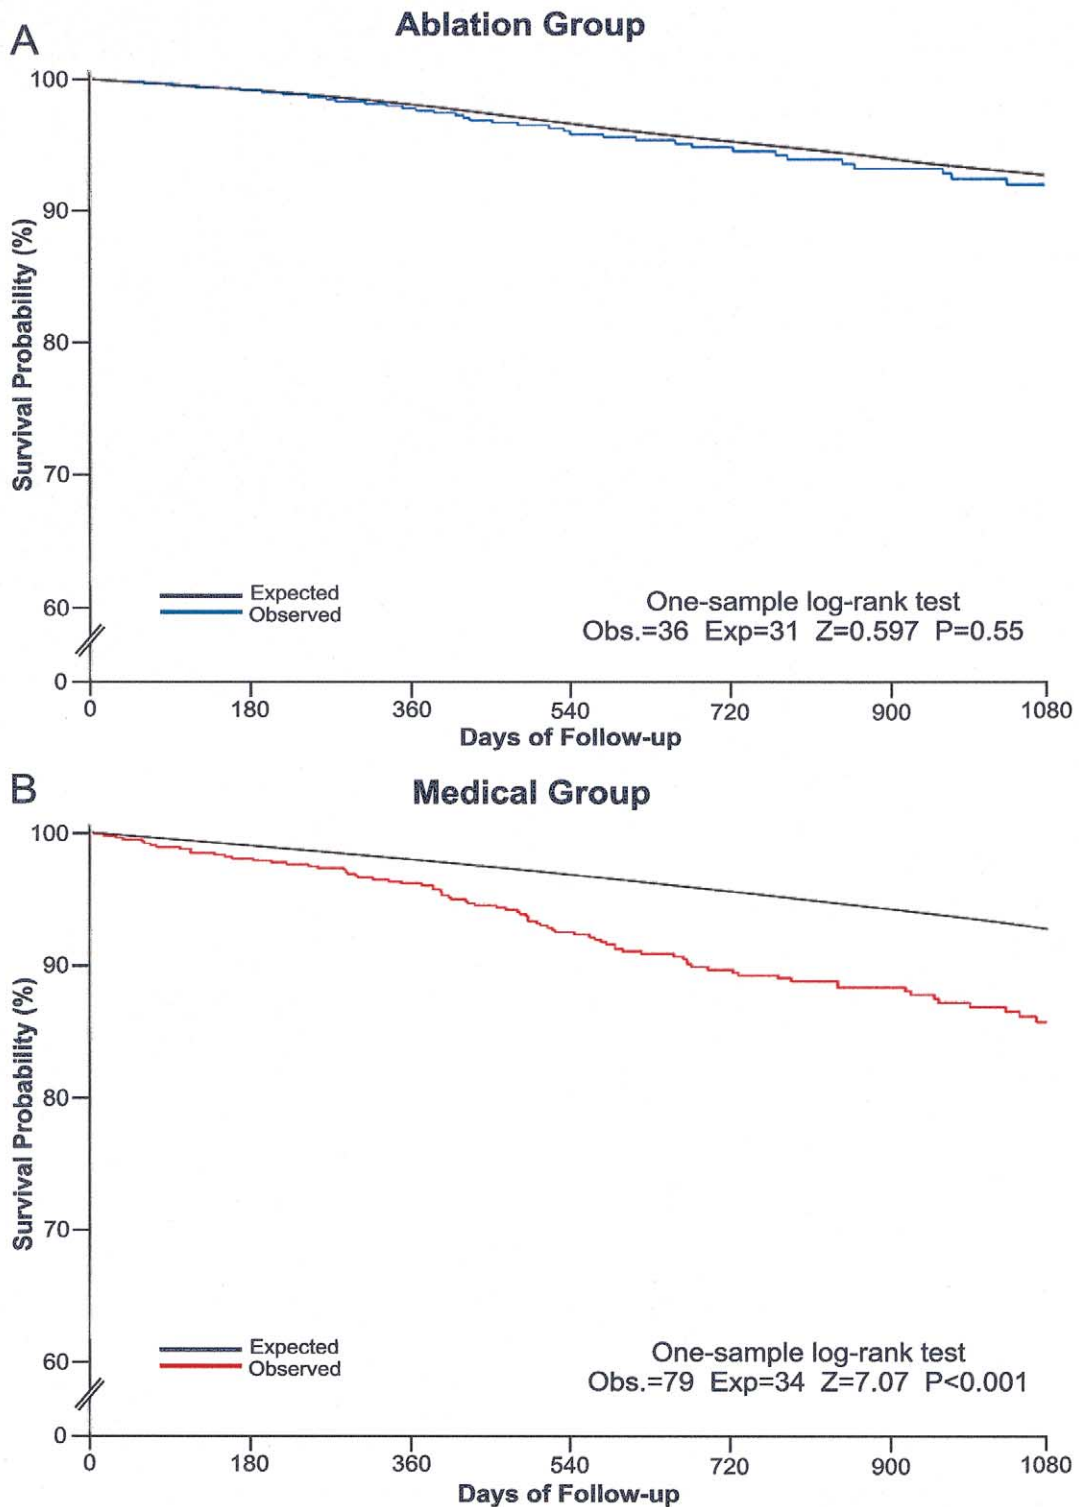 A
Ablation Group
Survival Probability (%)
100
90
80
70
60
0
Expected
Observed
One-sample log-rank test
Obs.=36 Exp=31 Z=0.597 P=0.55
0 180 360 540 720 900 1080
Days of Follow-up
B
Medical Group
Survival Probability (%)
100
90
80
70
60
0
Expected
Observed
One-sample log-rank test
Obs.=79 Exp=34 Z=7.07 P<0.001
0 180 360 540 720 900 1080
Days of Follow-up